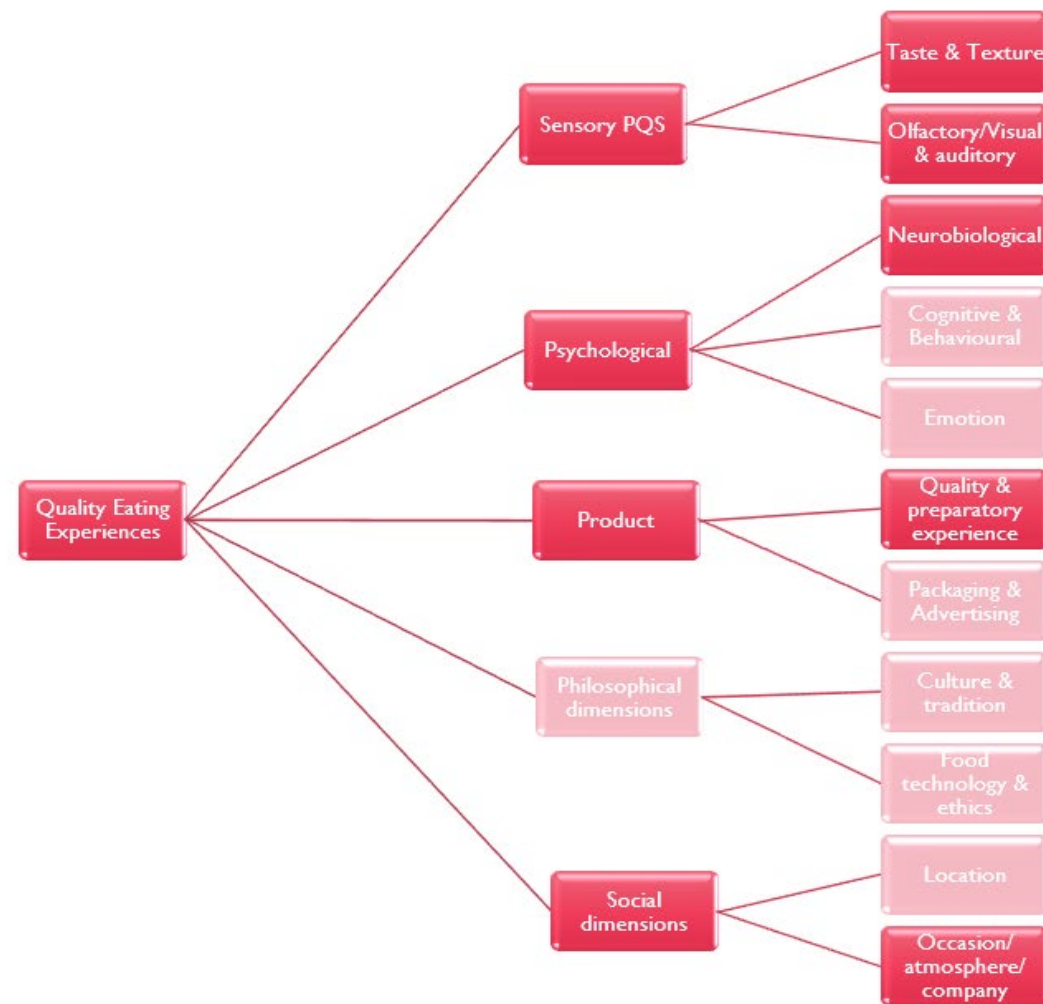 Taste & Texture
Sensory PQS
Olfactory/Visual
& auditory
Neurobiological
Cognitive &
Behavioural
Psychological
Emotion
Quality Eating
Experiences
Product
Quality &
preparatory
experience
Packaging &
Advertising
Philosophical
dimensions
Culture &
tradition
Food
technology &
ethics
Location
Social
dimensions
Occasion/
atmosphere/
company